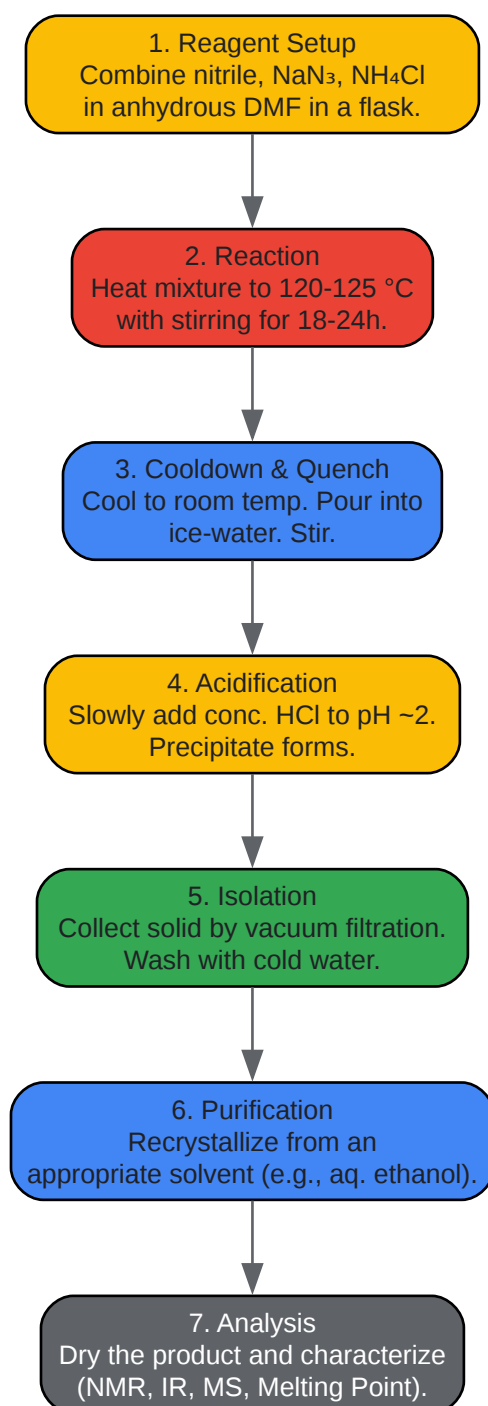 1. Reagent Setup
Combine nitrile, NaN₃, NH₄Cl
in anhydrous DMF in a flask.
2. Reaction
Heat mixture to 120-125 °C
with stirring for 18-24h.
3. Cooldown & Quench
Cool to room temp. Pour into
ice-water. Stir.
4. Acidification
Slowly add conc. HCl to pH ~2.
Precipitate forms.
5. Isolation
Collect solid by vacuum filtration.
Wash with cold water.
6. Purification
Recrystallize from an
appropriate solvent (e.g., aq. ethanol).
7. Analysis
Dry the product and characterize
(NMR, IR, MS, Melting Point).